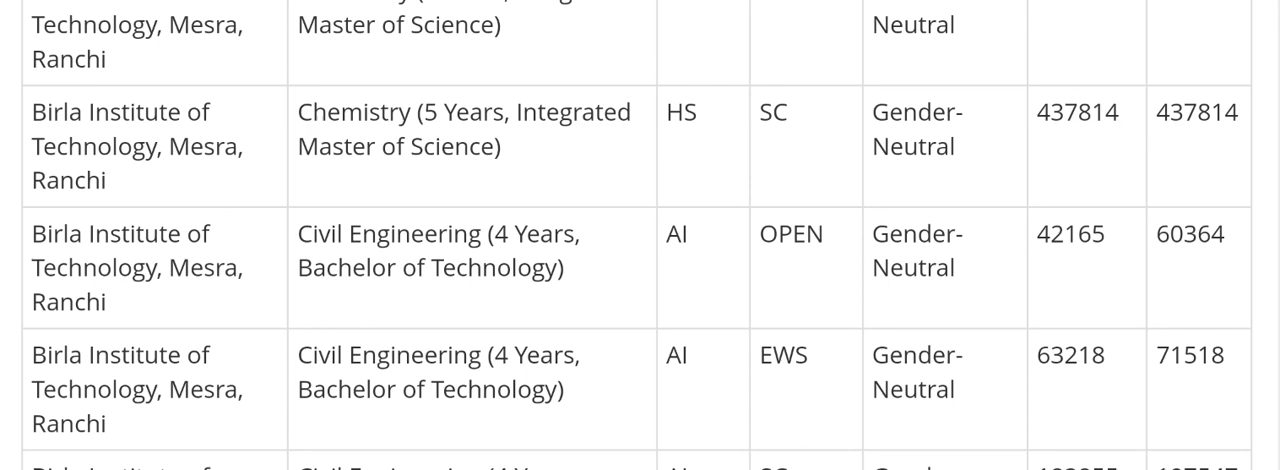 Technology, Mesra, Master of Science) Neutral
Ranchi
Birla Institute of Chemistry (5 Years, Integrated HS SC Gender- 437814 437814
Technology, Mesra, Master of Science) Neutral
Ranchi
Birla Institute of Civil Engineering (4 Years, AI OPEN Gender- 42165 60364
Technology, Mesra, Bachelor of Technology) Neutral
Ranchi
Birla Institute of Civil Engineering (4 Years, AI EWS Gender- 63218 71518
Technology, Mesra, Bachelor of Technology) Neutral
Ranchi